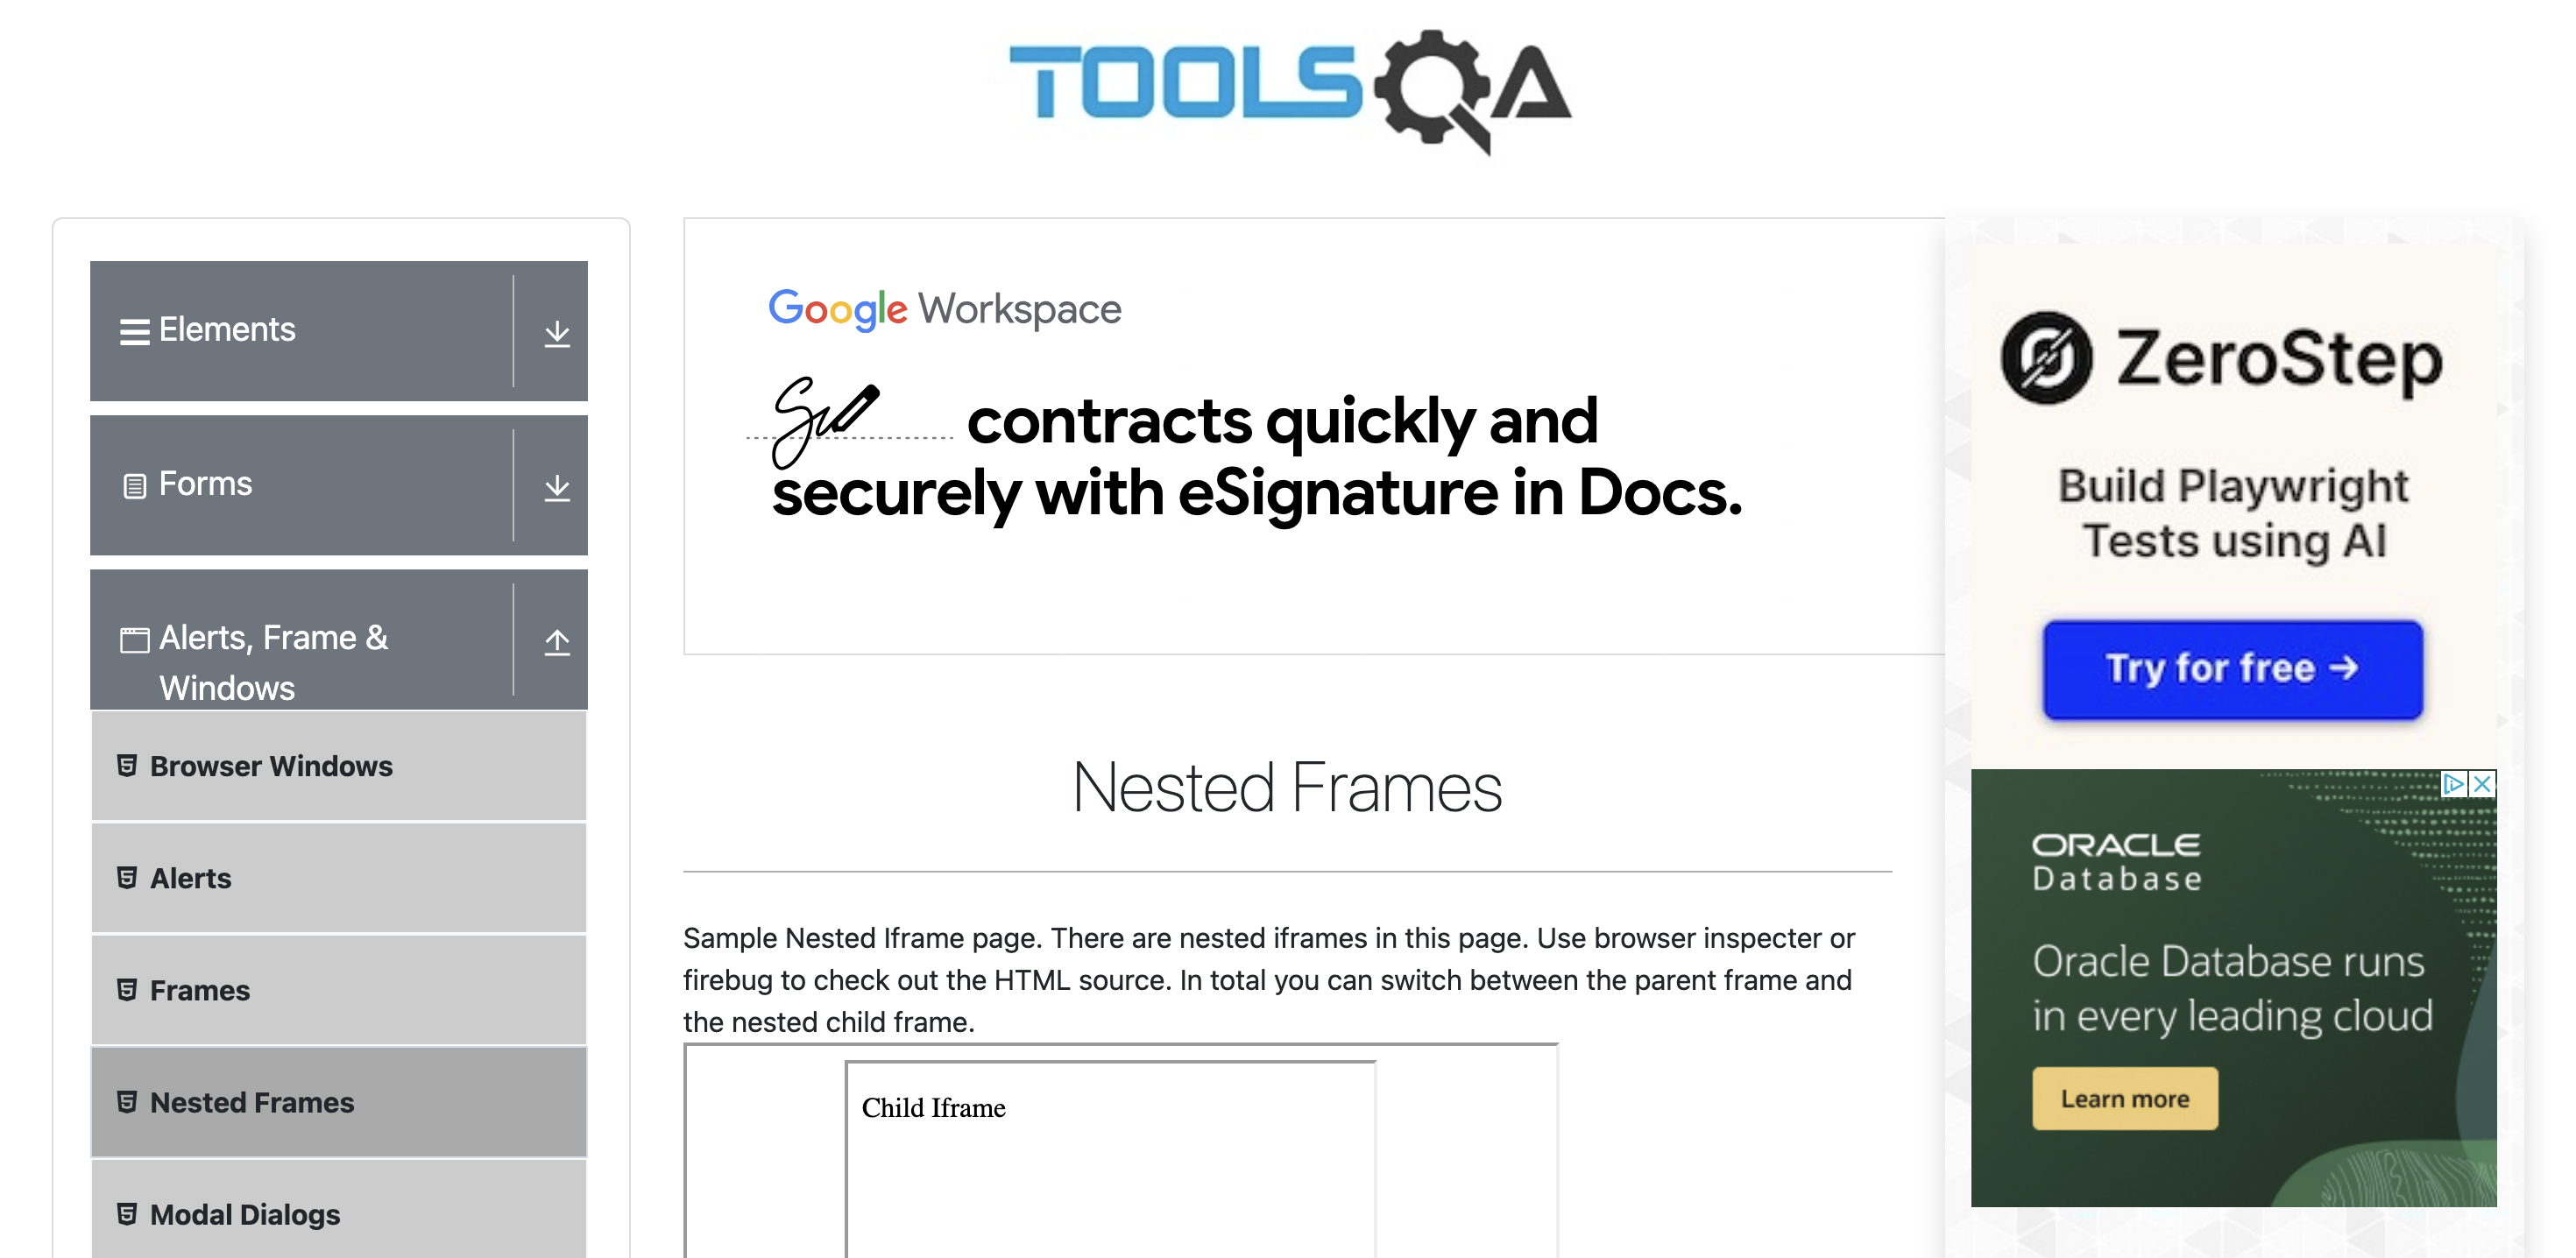 TOOLSQA
Elements
Forms
Alerts, Frame &
Windows
Browser Windows
Alerts
Frames
Nested Frames
Modal Dialogs
Google Workspace
contracts quickly and
securely with eSignature in Docs.
Nested Frames
Sample Nested Iframe page. There are nested iframes in this page. Use browser inspecter or
firebug to check out the HTML source. In total you can switch between the parent frame and
the nested child frame.
Child Iframe
ZeroStep
Build Playwright
Tests using AI
Try for free →
ORACLE
Database
Oracle Database runs
in every leading cloud
Learn more